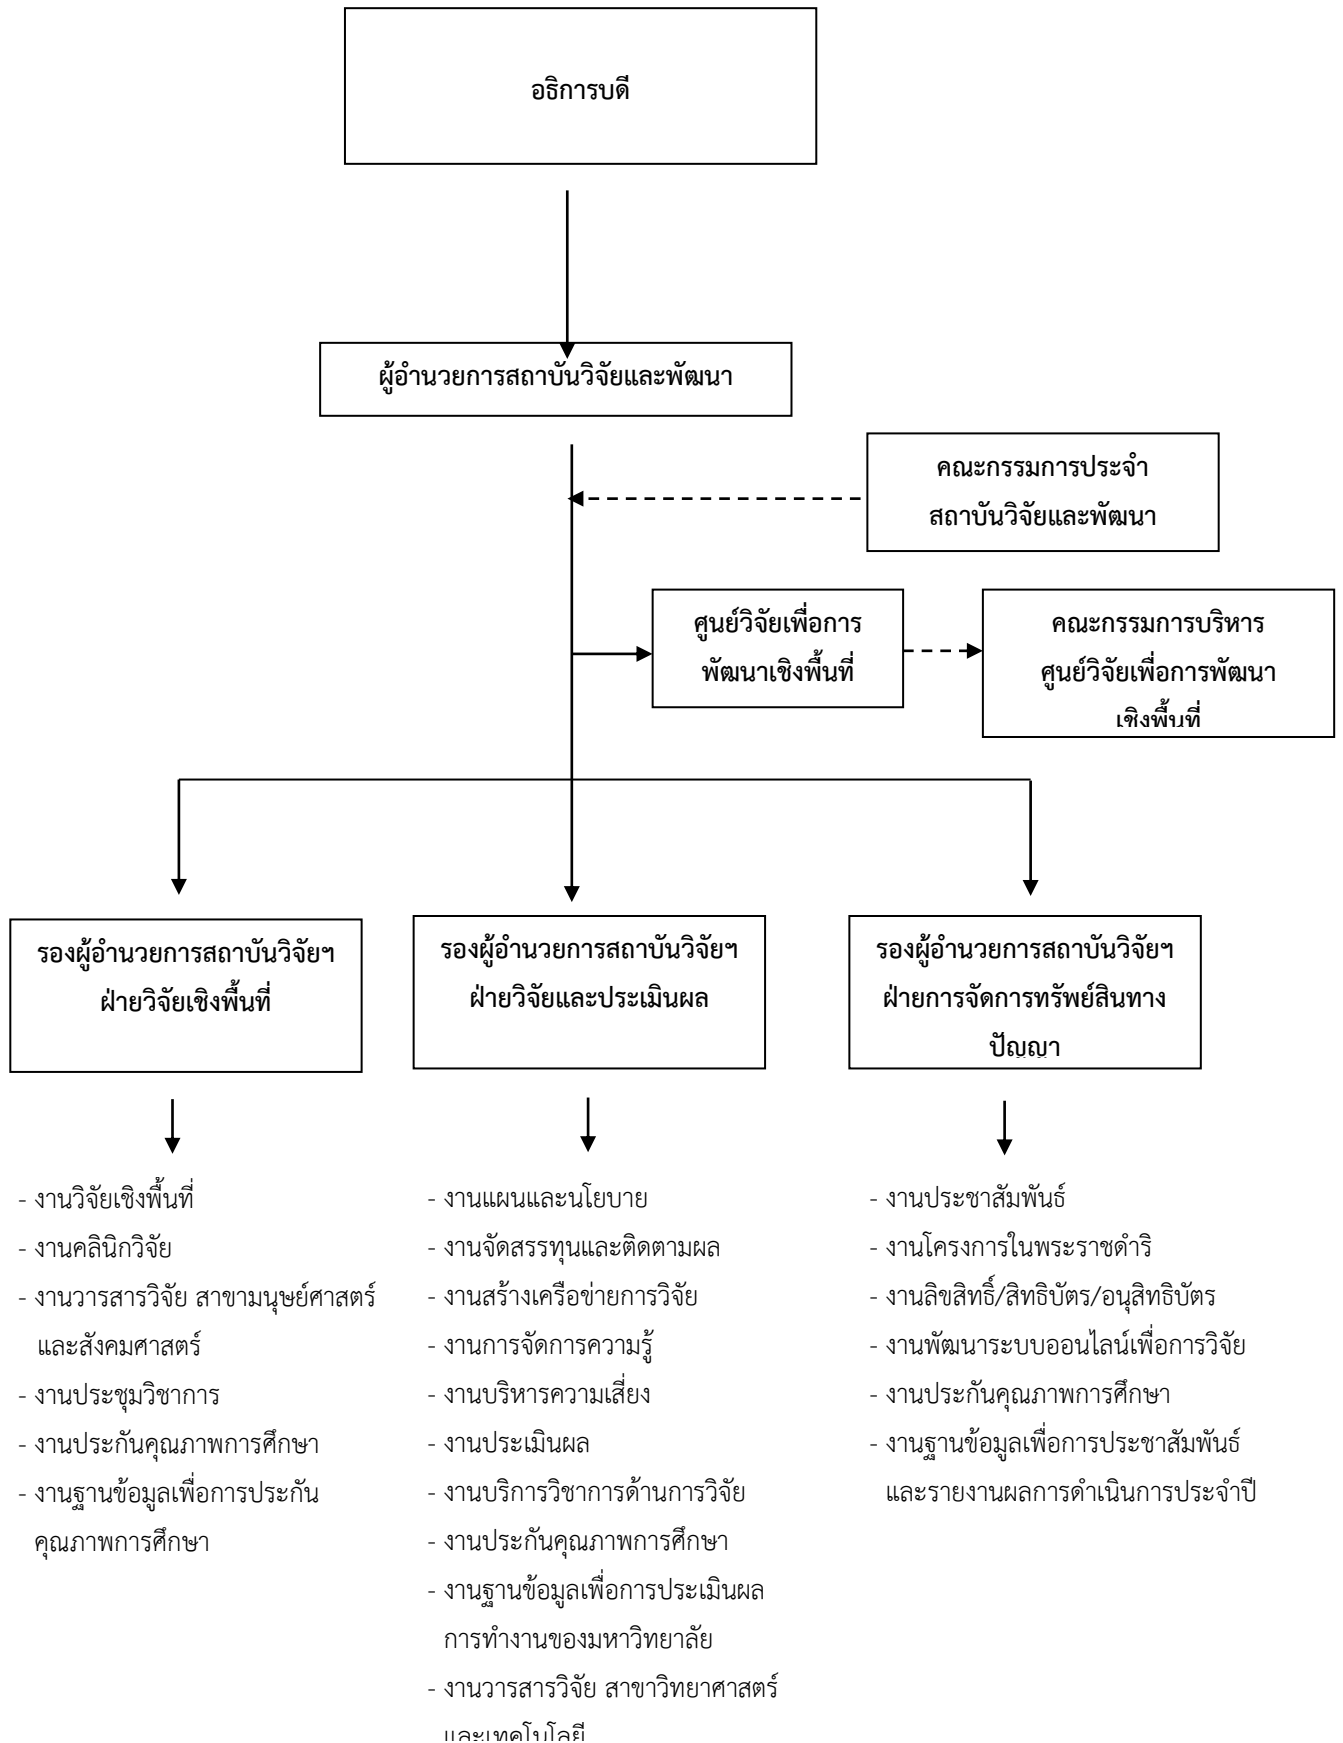 อธิการบดี
ผู้อำนวยการสถาบันวิจัยและพัฒนา
คณะกรรมการประจำ
สถาบันวิจัยและพัฒนา
ศูนย์วิจัยเพื่อการ
พัฒนาเชิงพื้นที่
คณะกรรมการบริหาร
ศูนย์วิจัยเพื่อการพัฒนา
เชิงพื้นที่
รองผู้อำนวยการสถาบันวิจัยฯ
ฝ่ายวิจัยเชิงพื้นที่
รองผู้อำนวยการสถาบันวิจัยฯ
ฝ่ายวิจัยและประเมินผล
รองผู้อำนวยการสถาบันวิจัยฯ
ฝ่ายการจัดการทรัพย์สินทาง
ปัญญา
- งานวิจัยเชิงพื้นที่
- งานคลินิกวิจัย
- งานวารสารวิจัย สาขามนุษย์ศาสตร์
และสังคมศาสตร์
- งานประชุมวิชาการ
- งานประกันคุณภาพการศึกษา
- งานฐานข้อมูลเพื่อการประกัน
คุณภาพการศึกษา
- งานแผนและนโยบาย
- งานจัดสรรทุนและติดตามผล
- งานสร้างเครือข่ายการวิจัย
- งานการจัดการความรู้
- งานบริหารความเสี่ยง
- งานประเมินผล
- งานบริการวิชาการด้านการวิจัย
- งานประกันคุณภาพการศึกษา
- งานฐานข้อมูลเพื่อการประเมินผล
การทำงานของมหาวิทยาลัย
- งานวารสารวิจัย สาขาวิทยาศาสตร์
และเทคโนโลยี
- งานประชาสัมพันธ์
- งานโครงการในพระราชดำริ
- งานลิขสิทธิ์/สิทธิบัตร/อนุสิทธิบัตร
- งานพัฒนาระบบออนไลน์เพื่อการวิจัย
- งานประกันคุณภาพการศึกษา
- งานฐานข้อมูลเพื่อการประชาสัมพันธ์
และรายงานผลการดำเนินการประจำปี